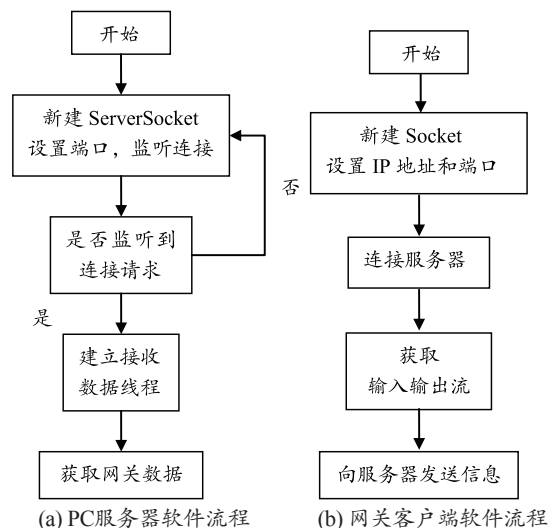 开始
新建 ServerSocket
设置端口，监听连接
是否监听到
连接请求
否
是
建立接收
数据线程
获取网关数据
(a) PC服务器软件流程
开始
新建 Socket
设置 IP 地址和端口
连接服务器
获取
输入输出流
向服务器发送信息
(b) 网关客户端软件流程